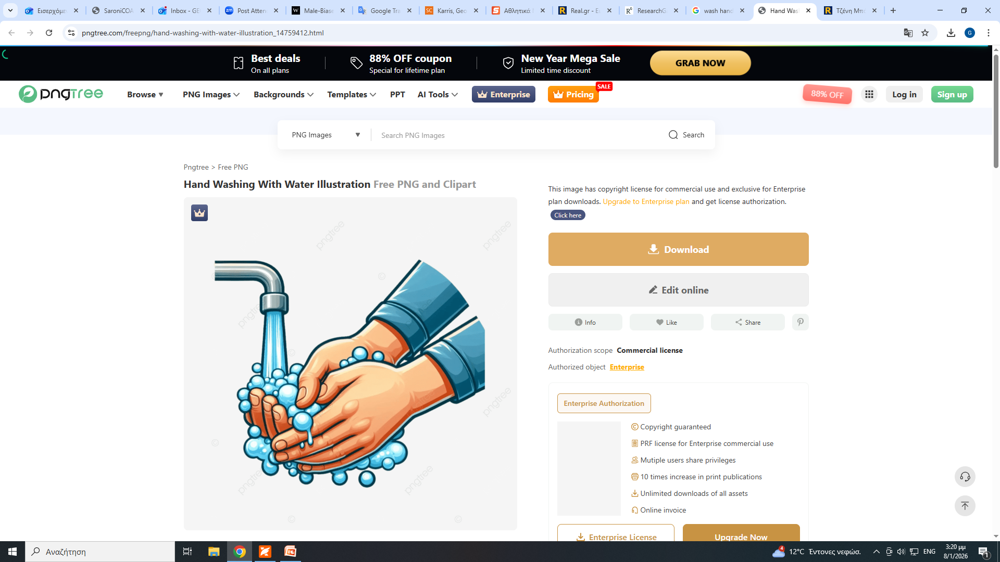 Εισερχόμεν
SaroniCOA
Inbox - GE
Post Atten
Male-Biase
Google Tra
Karris, Geo
Αθλητικά
Real.gr - Ε
ResearchG
wash hand
Hand Was
Τζένη Μπ
pngtree.com/freepng/hand-washing-with-water-illustration_14759412.html
Best deals
On all plans
88% OFF coupon
Special for lifetime plan
New Year Mega Sale
Limited time discount
GRAB NOW
pngtree
Browse
PNG Images
Backgrounds
Templates
PPT
AI Tools
Enterprise
Pricing
SALE
88% OFF
Log in
Sign up
PNG Images
Search PNG Images
Search
Pngtree > Free PNG
Hand Washing With Water Illustration Free PNG and Clipart
This image has copyright license for commercial use and exclusive for Enterprise
plan downloads. Upgrade to Enterprise plan and get license authorization.
Click here
Download
Edit online
Info
Like
Share
Authorization scope Commercial license
Authorized object Enterprise
Enterprise Authorization
Copyright guaranteed
PRF license for Enterprise commercial use
Mutiple users share privileges
10 times increase in print publications
Unlimited downloads of all assets
Online invoice
Enterprise License
Upgrade Now
pngtree
pngtree
pngtree
pngtree
pngtree
pngtree
Αναζήτηση
12°C Έντονες νεφώσ.
ENG
3:20 μμ
8/1/2026